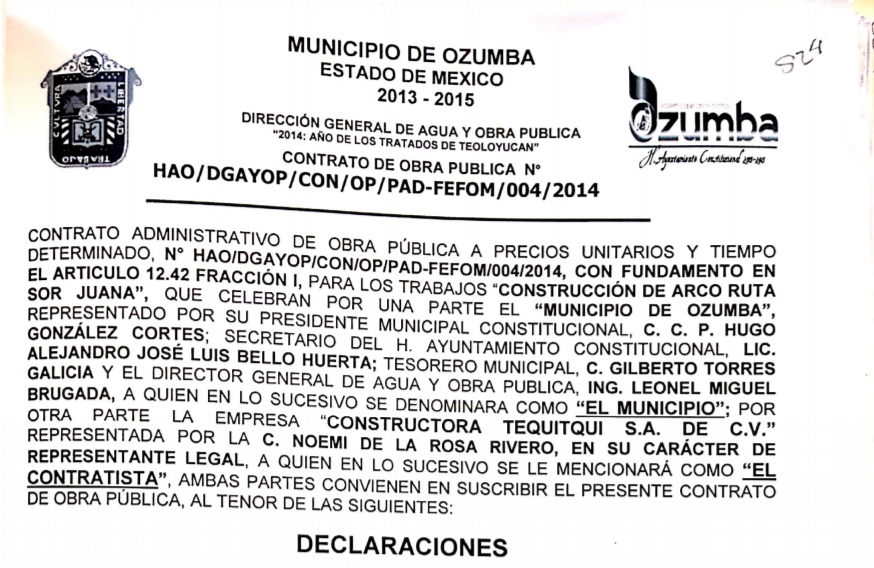 MUNICIPIO DE OZUMBA
ESTADO DE MEXICO
2013 - 2015
DIRECCIÓN GENERAL DE AGUA Y OBRA PUBLICA
"2014: AÑO DE LOS TRATADOS DE TEOLOYUCAN"
CONTRATO DE OBRA PUBLICA N°
HAO/DGAYOP/CON/OP/PAD-FEFOM/004/2014
CULTURA
LIBERTAD
TRABAJO
Ozumba
H. Ayuntamiento Constitucional
524
CONTRATO ADMINISTRATIVO DE OBRA PÚBLICA A PRECIOS UNITARIOS Y TIEMPO
DETERMINADO, N° HAO/DGAYOP/CON/OP/PAD-FEFOM/004/2014, CON FUNDAMENTO EN
EL ARTICULO 12.42 FRACCIÓN I, PARA LOS TRABAJOS "CONSTRUCCIÓN DE ARCO RUTA
SOR JUANA", QUE CELEBRAN POR UNA PARTE EL "MUNICIPIO DE OZUMBA",
REPRESENTADO POR SU PRESIDENTE MUNICIPAL CONSTITUCIONAL, C. C. P. HUGO
GONZÁLEZ CORTES; SECRETARIO DEL H. AYUNTAMIENTO CONSTITUCIONAL, LIC.
ALEJANDRO JOSÉ LUIS BELLO HUERTA; TESORERO MUNICIPAL, C. GILBERTO TORRES
GALICIA Y EL DIRECTOR GENERAL DE AGUA Y OBRA PUBLICA, ING. LEONEL MIGUEL
BRUGADA, A QUIEN EN LO SUCESIVO SE DENOMINARA COMO "EL MUNICIPIO"; POR
OTRA PARTE LA EMPRESA "CONSTRUCTORA TEQUITQUI S.A. DE C.V."
REPRESENTADA POR LA C. NOEMI DE LA ROSA RIVERO, EN SU CARÁCTER DE
REPRESENTANTE LEGAL, A QUIEN EN LO SUCESIVO SE LE MENCIONARÁ COMO "EL
CONTRATISTA", AMBAS PARTES CONVIENEN EN SUSCRIBIR EL PRESENTE CONTRATO
DE OBRA PÚBLICA, AL TENOR DE LAS SIGUIENTES:
DECLARACIONES